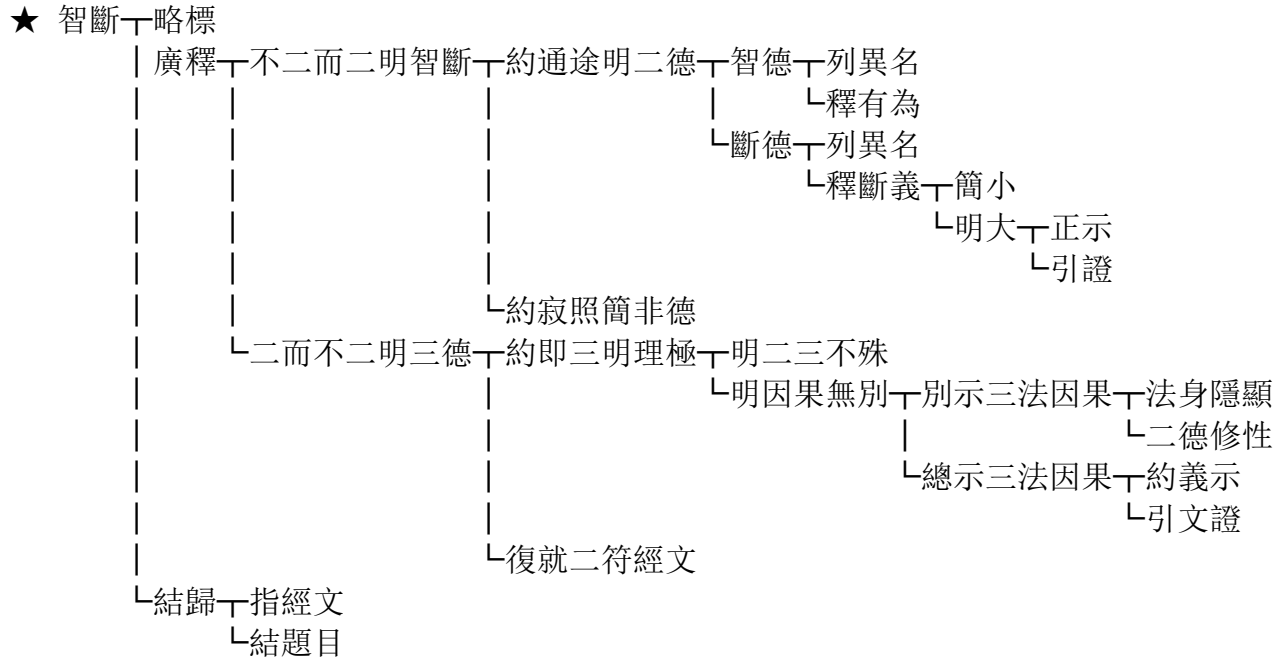 ★ 智斷┬略標
│廣釋┬不二而二明智斷┬約通途明二德┬智德┬列異名
││││└釋有為
│││└斷德┬列異名
│││└釋斷義┬簡小
│││└明大┬正示
│││└引證
││└約寂照簡非德
│└二而不二明三德┬約即三明理極┬明二三不殊
││└明因果無別┬別示三法因果┬法身隱顯
│││└二德修性
││└總示三法因果┬約義示
││└引文證
│└復就二符經文
└結歸┬指經文
└結題目